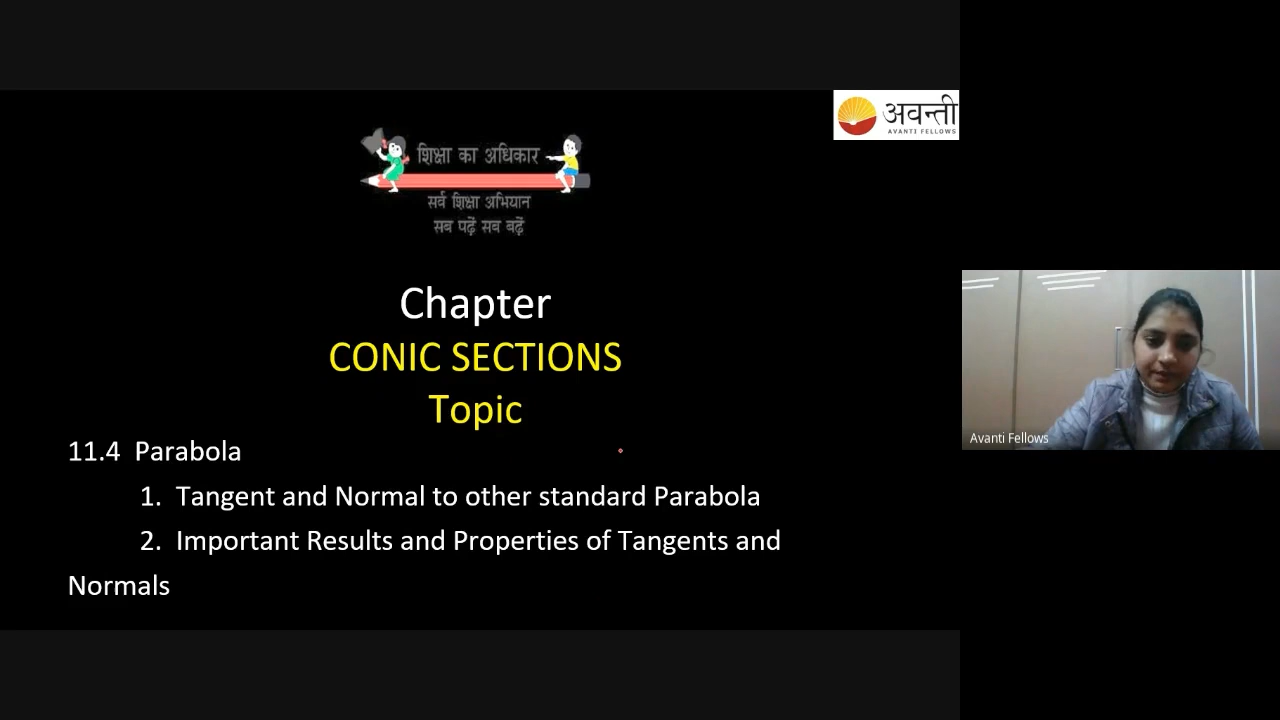 अवन्ती
AVANTI FELLOWS
शिक्षा का अधिकार
सर्व शिक्षा अभियान
सब पढ़ें सब बढ़ें
Chapter
CONIC SECTIONS
Topic
11.4 Parabola
1. Tangent and Normal to other standard Parabola
2. Important Results and Properties of Tangents and
Normals
Avanti Fellows